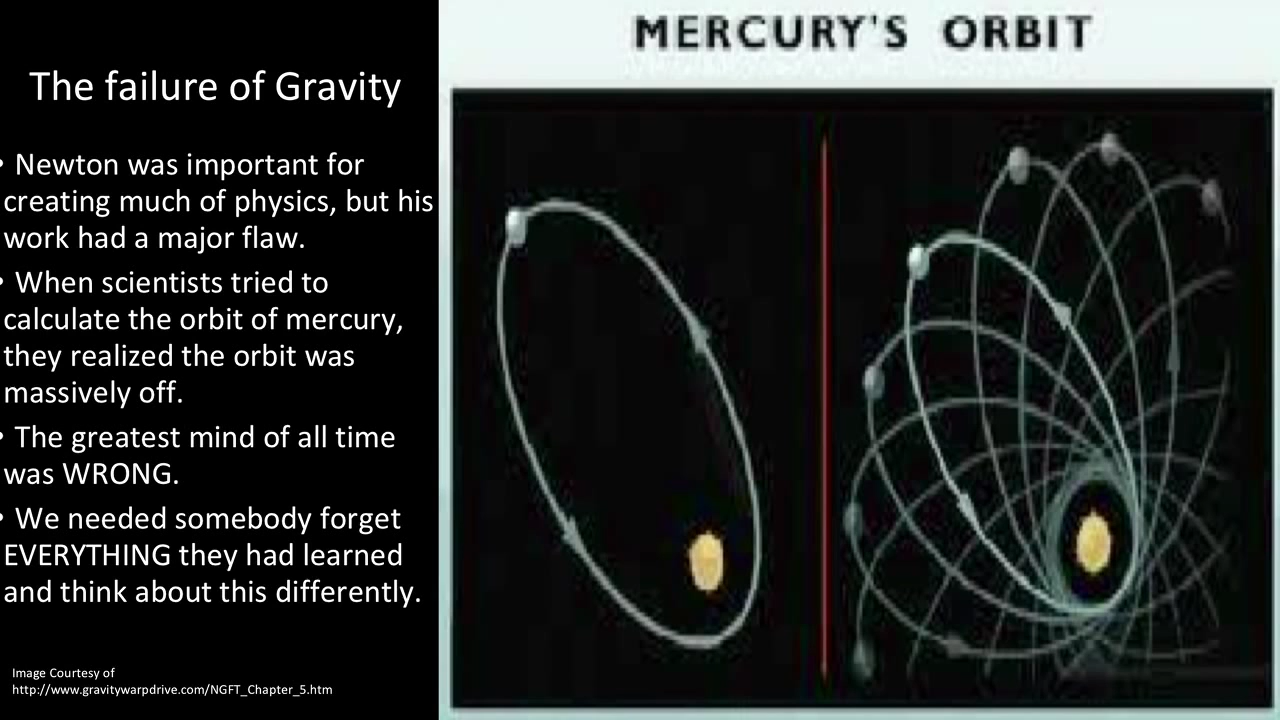 The failure of Gravity
• Newton was important for
creating much of physics, but his
work had a major flaw.
• When scientists tried to
calculate the orbit of mercury,
they realized the orbit was
massively off.
• The greatest mind of all time
was WRONG.
• We needed somebody forget
EVERYTHING they had learned
and think about this differently.
Image Courtesy of
http://www.gravitywarpdrive.com/NGFT_Chapter_5.htm
MERCURY'S ORBIT